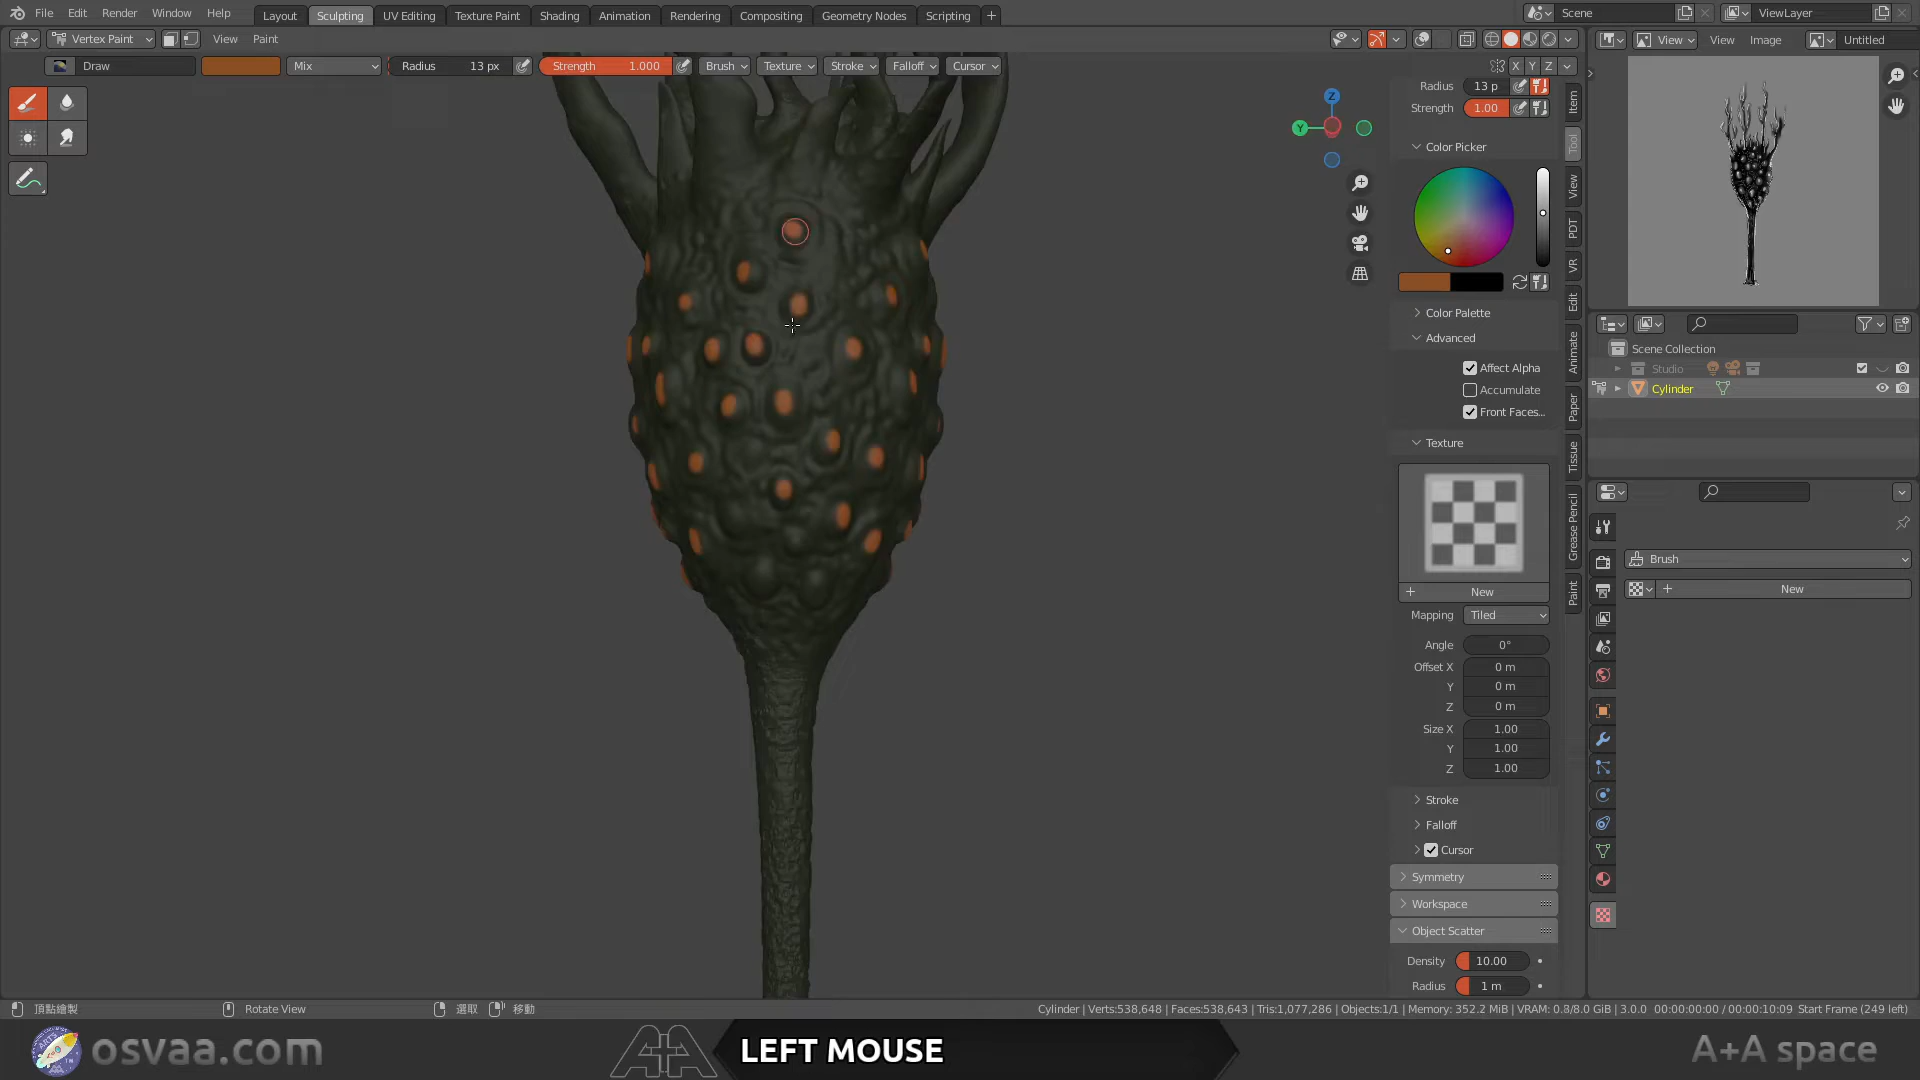 File Edit Render Window Help Layout Sculpting UV Editing Texture Paint Shading Animation Rendering Compositing Geometry Nodes Scripting + Scene ViewLayer
Vertex Paint View Paint View View Image Untitled
Draw Mix Radius 13 px Strength 1.000 Brush Texture Stroke Falloff Cursor X Y Z
Radius 13 p
Strength 1.00
Z
Y
Color Picker
Color Palette
Advanced
Affect Alpha
Accumulate
Front Faces...
Texture
New
Mapping Tiled
Angle 0°
Offset X 0 m
Y 0 m
Z 0 m
Size X 1.00
Y 1.00
Z 1.00
Stroke
Falloff
Cursor
Symmetry
Workspace
Object Scatter
Density 10.00
Radius 1 m
Item
Tool
View
PDT
VR
Edit
Animate
Paper
Tissue
Grease Pencil
Paint
Scene Collection
Studio
Cylinder
Brush
New
頂點繪製 Rotate View 選取 移動 Cylinder | Verts:538,648 | Faces:538,643 | Tris:1,077,286 | Objects:1/1 | Memory: 352.2 MiB | VRAM: 0.8/8.0 GiB | 3.0.0 00:00:00:00 / 00:00:10:09 Start Frame (249 left)
osvaa.com LEFT MOUSE A+A space